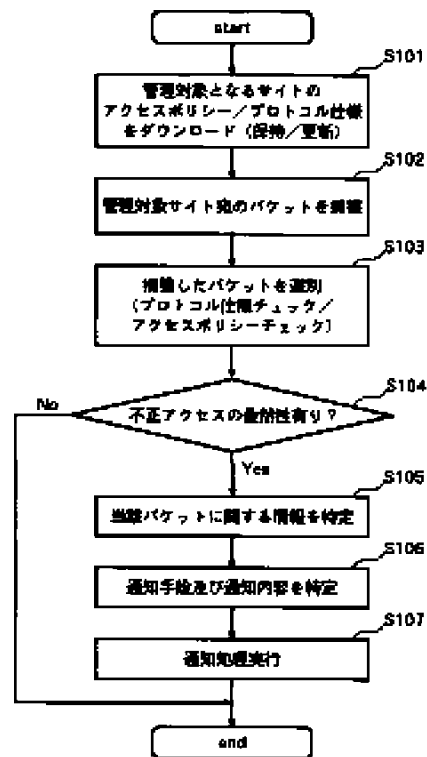 start
S101
管理対象となるサイトの
アクセスポリシー／プロトコル仕様
をダウンロード（保持／更新）
S102
管理対象サイト宛のパケットを捕獲
S103
捕獲したパケットを選別
（プロトコル仕様チェック／
アクセスポリシーチェック）
S104
No
不正アクセスの蓋然性有り？
Yes
S105
当該パケットに関する情報を特定
S106
通知手段及び通知内容を特定
S107
通知処理実行
end